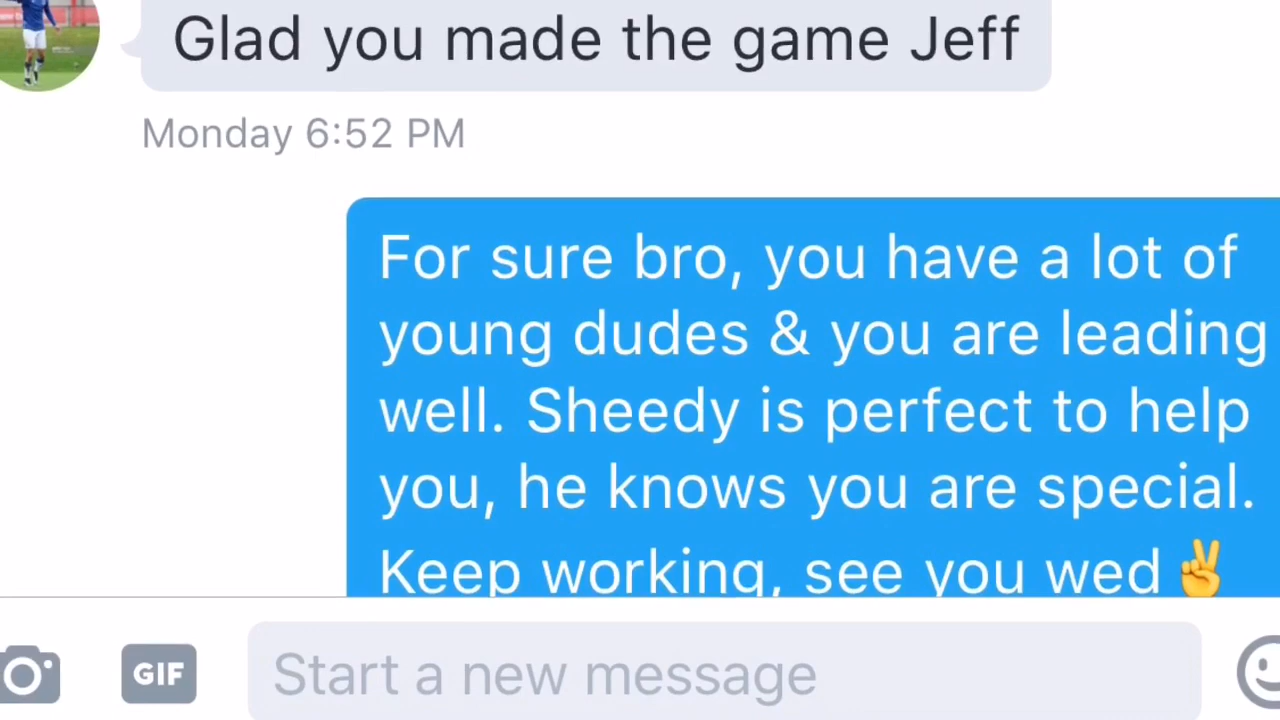 Glad you made the game Jeff
Monday 6:52 PM
For sure bro, you have a lot of
young dudes & you are leading
well. Sheedy is perfect to help
you, he knows you are special.
Keep working, see you wed✌️
GIF
Start a new message